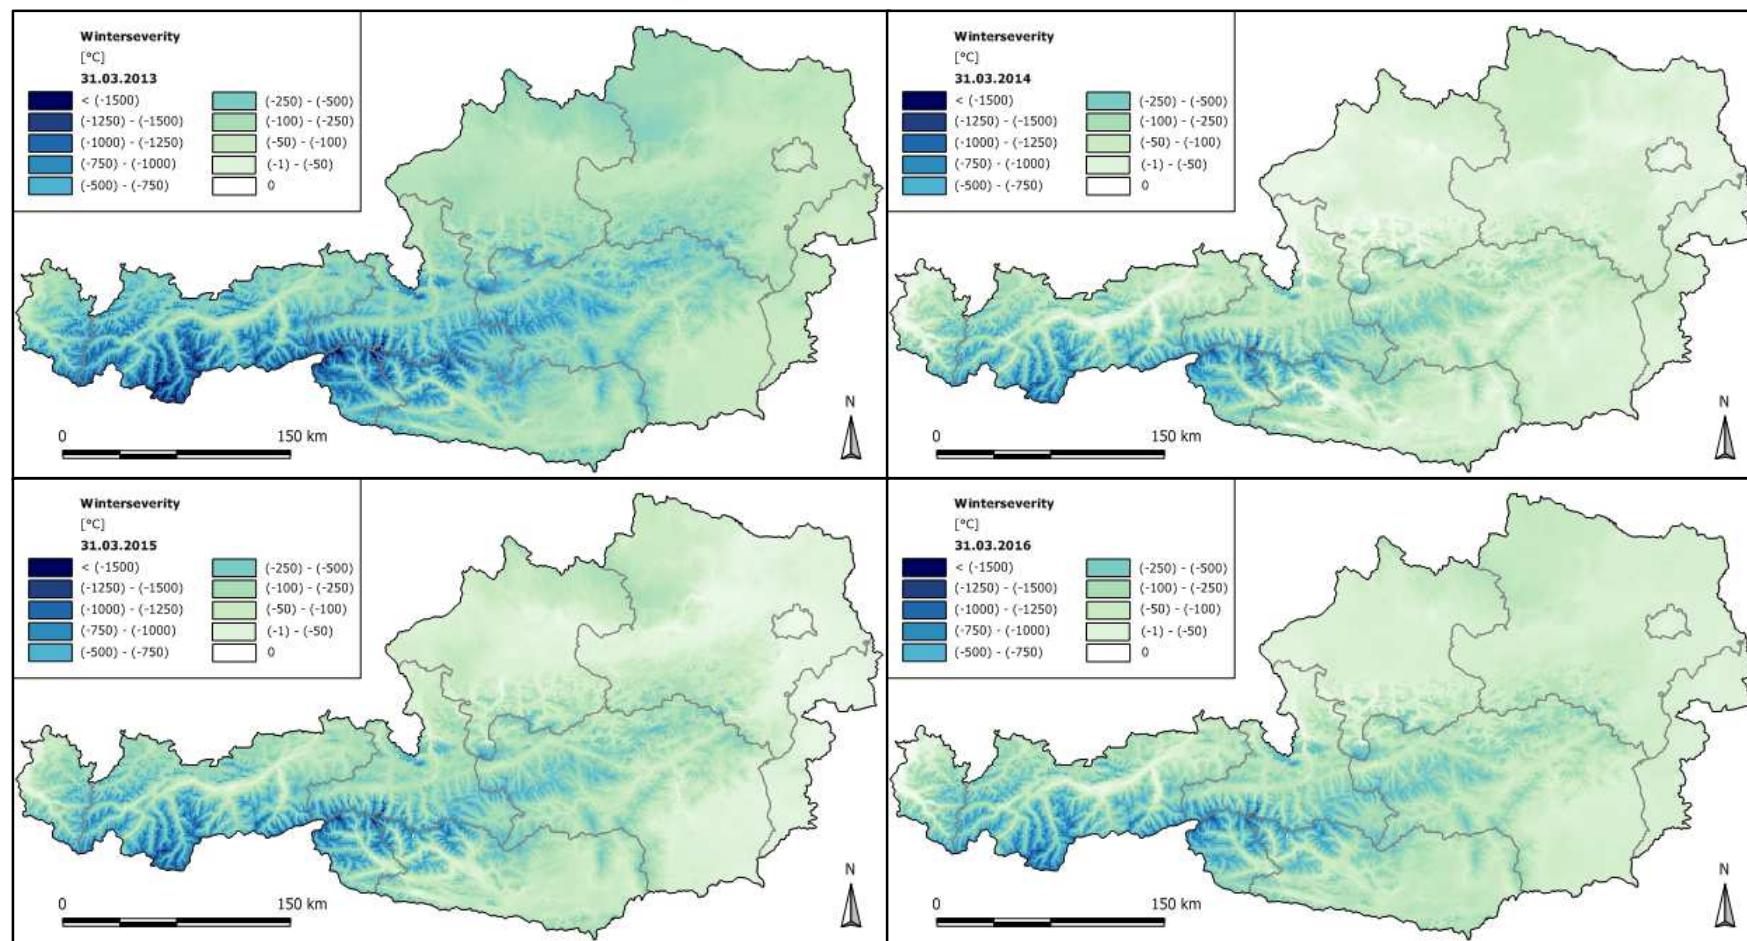 Winterseverity
[°C]
31.03.2013
< (-1500)
(-1250) - (-1500)
(-1000) - (-1250)
(-750) - (-1000)
(-500) - (-750)
(-250) - (-500)
(-100) - (-250)
(-50) - (-100)
(-1) - (-50)
0
0
150 km
N
Winterseverity
[°C]
31.03.2014
< (-1500)
(-1250) - (-1500)
(-1000) - (-1250)
(-750) - (-1000)
(-500) - (-750)
(-250) - (-500)
(-100) - (-250)
(-50) - (-100)
(-1) - (-50)
0
0
150 km
N
Winterseverity
[°C]
31.03.2015
< (-1500)
(-1250) - (-1500)
(-1000) - (-1250)
(-750) - (-1000)
(-500) - (-750)
(-250) - (-500)
(-100) - (-250)
(-50) - (-100)
(-1) - (-50)
0
0
150 km
N
Winterseverity
[°C]
31.03.2016
< (-1500)
(-1250) - (-1500)
(-1000) - (-1250)
(-750) - (-1000)
(-500) - (-750)
(-250) - (-500)
(-100) - (-250)
(-50) - (-100)
(-1) - (-50)
0
0
150 km
N